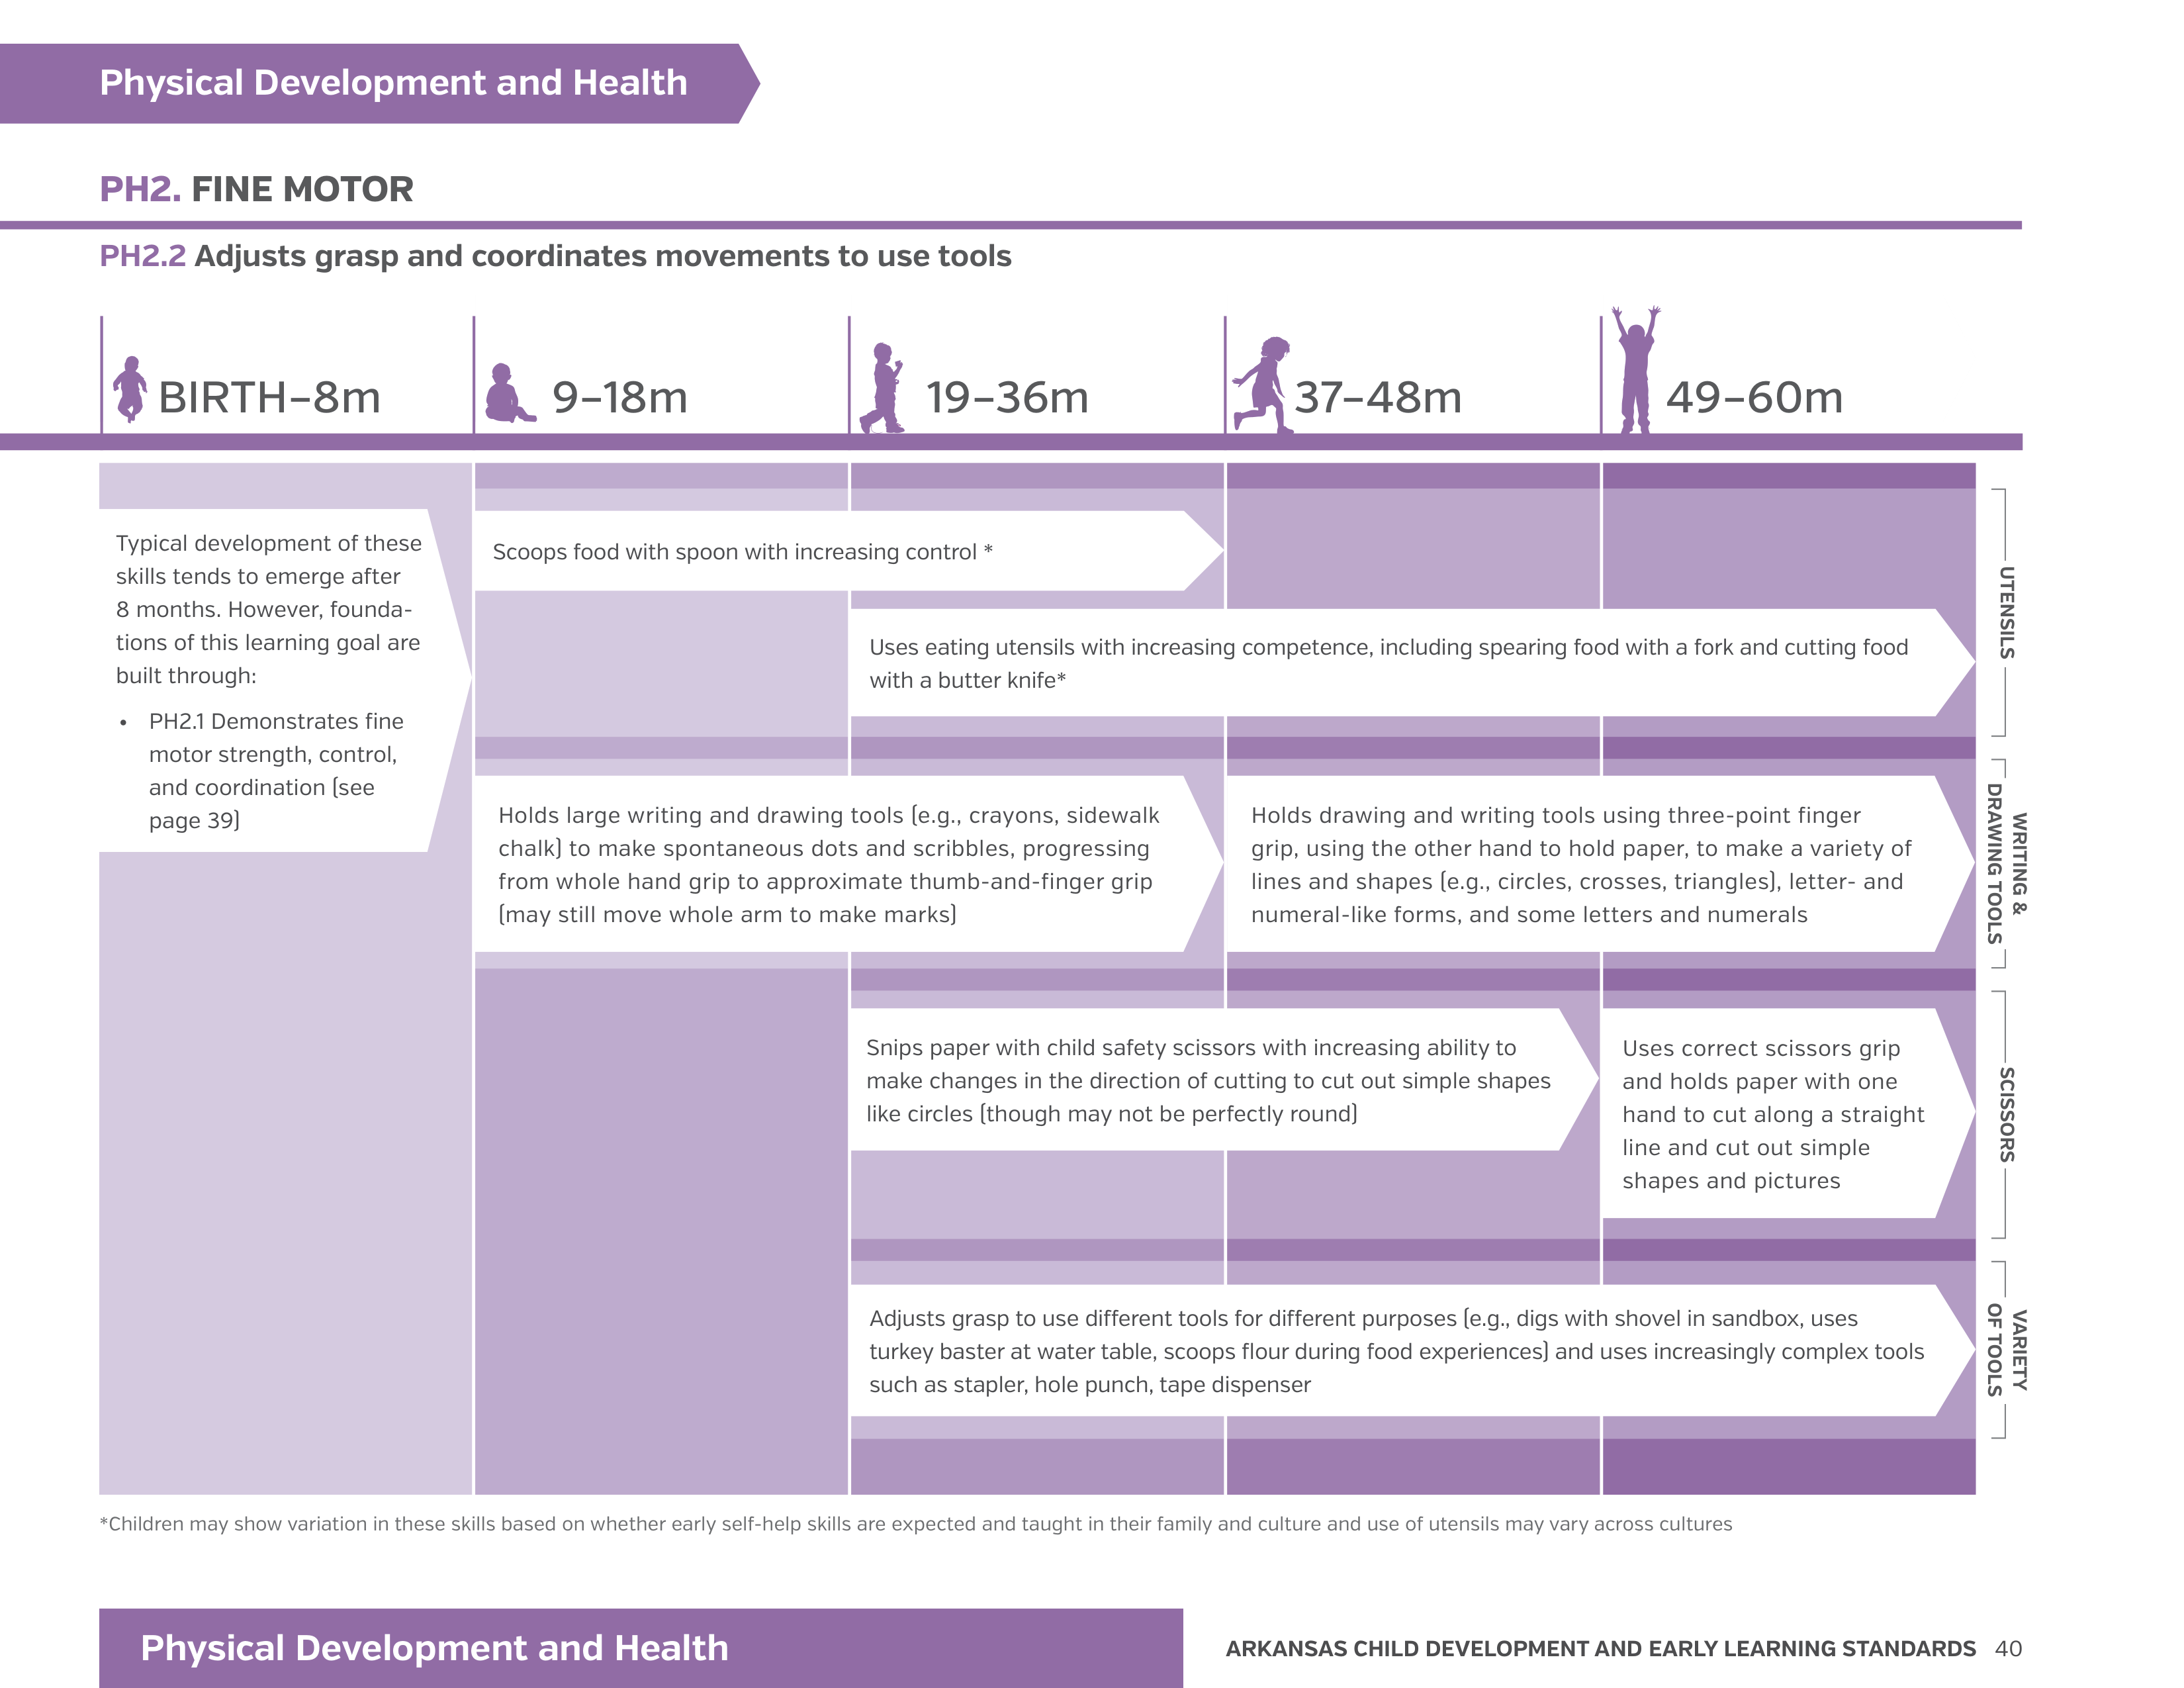 Physical Development and Health
PH2. FINE MOTOR
PH2.2 Adjusts grasp and coordinates movements to use tools
BIRTH–8m
9–18m
19–36m
37–48m
49–60m
Typical development of these
skills tends to emerge after
8 months. However, founda-
tions of this learning goal are
built through:
• PH2.1 Demonstrates fine
motor strength, control,
and coordination (see
page 39)
Scoops food with spoon with increasing control *
Uses eating utensils with increasing competence, including spearing food with a fork and cutting food
with a butter knife*
UTENSILS
Holds large writing and drawing tools (e.g., crayons, sidewalk
chalk) to make spontaneous dots and scribbles, progressing
from whole hand grip to approximate thumb-and-finger grip
(may still move whole arm to make marks)
Holds drawing and writing tools using three-point finger
grip, using the other hand to hold paper, to make a variety of
lines and shapes (e.g., circles, crosses, triangles), letter- and
numeral-like forms, and some letters and numerals
WRITING &
DRAWING TOOLS
Snips paper with child safety scissors with increasing ability to
make changes in the direction of cutting to cut out simple shapes
like circles (though may not be perfectly round)
Uses correct scissors grip
and holds paper with one
hand to cut along a straight
line and cut out simple
shapes and pictures
SCISSORS
Adjusts grasp to use different tools for different purposes (e.g., digs with shovel in sandbox, uses
turkey baster at water table, scoops flour during food experiences) and uses increasingly complex tools
such as stapler, hole punch, tape dispenser
VARIETY
OF TOOLS
*Children may show variation in these skills based on whether early self-help skills are expected and taught in their family and culture and use of utensils may vary across cultures
Physical Development and Health
ARKANSAS CHILD DEVELOPMENT AND EARLY LEARNING STANDARDS 40